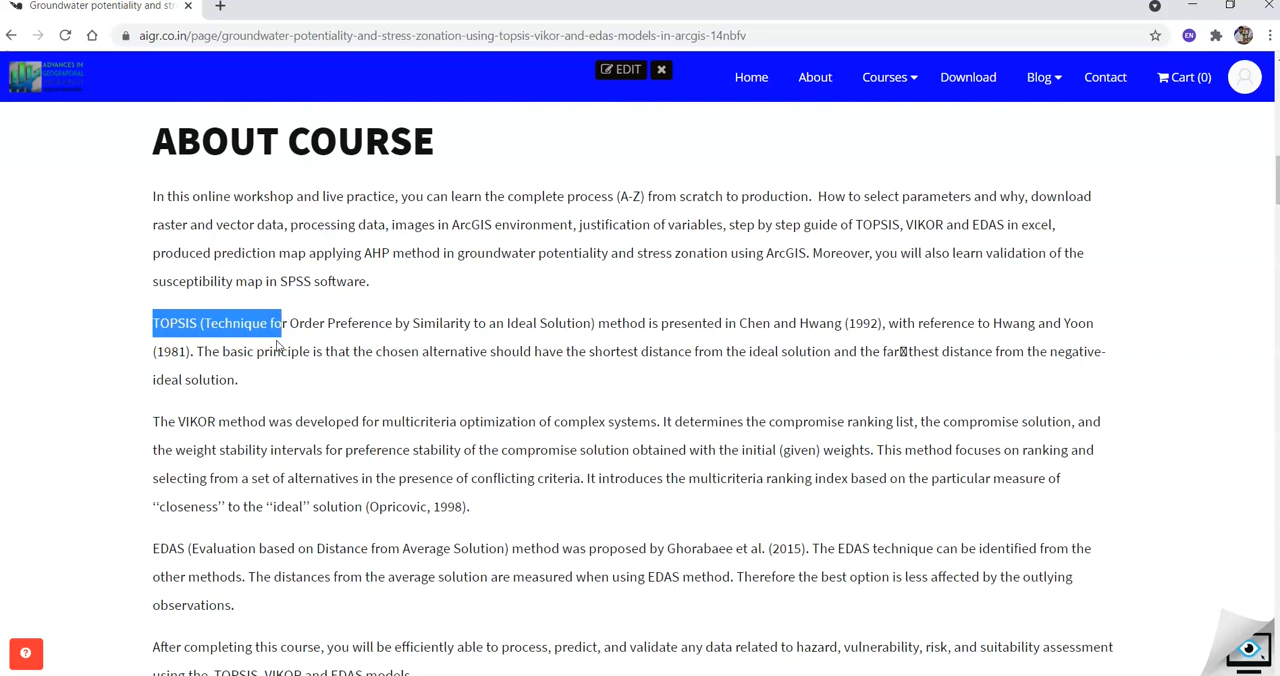 Groundwater potentiality and str
aigr.co.in/page/groundwater-potentiality-and-stress-zonation-using-topsis-vikor-and-edas-models-in-arcgis-14nbfv
EN
ADVANCES IN
GEOGRAPHICAL
EDIT
Home About Courses Download Blog Contact Cart (0)
ABOUT COURSE
In this online workshop and live practice, you can learn the complete process (A-Z) from scratch to production. How to select parameters and why, download
raster and vector data, processing data, images in ArcGIS environment, justification of variables, step by step guide of TOPSIS, VIKOR and EDAS in excel,
produced prediction map applying AHP method in groundwater potentiality and stress zonation using ArcGIS. Moreover, you will also learn validation of the
susceptibility map in SPSS software.
TOPSIS (Technique for Order Preference by Similarity to an Ideal Solution) method is presented in Chen and Hwang (1992), with reference to Hwang and Yoon
(1981). The basic principle is that the chosen alternative should have the shortest distance from the ideal solution and the far￾thest distance from the negative-
ideal solution.
The VIKOR method was developed for multicriteria optimization of complex systems. It determines the compromise ranking list, the compromise solution, and
the weight stability intervals for preference stability of the compromise solution obtained with the initial (given) weights. This method focuses on ranking and
selecting from a set of alternatives in the presence of conflicting criteria. It introduces the multicriteria ranking index based on the particular measure of
‘‘closeness’’ to the ‘‘ideal’’ solution (Opricovic, 1998).
EDAS (Evaluation based on Distance from Average Solution) method was proposed by Ghorabaee et al. (2015). The EDAS technique can be identified from the
other methods. The distances from the average solution are measured when using EDAS method. Therefore the best option is less affected by the outlying
observations.
After completing this course, you will be efficiently able to process, predict, and validate any data related to hazard, vulnerability, risk, and suitability assessment
using the TOPSIS, VIKOR and EDAS models.